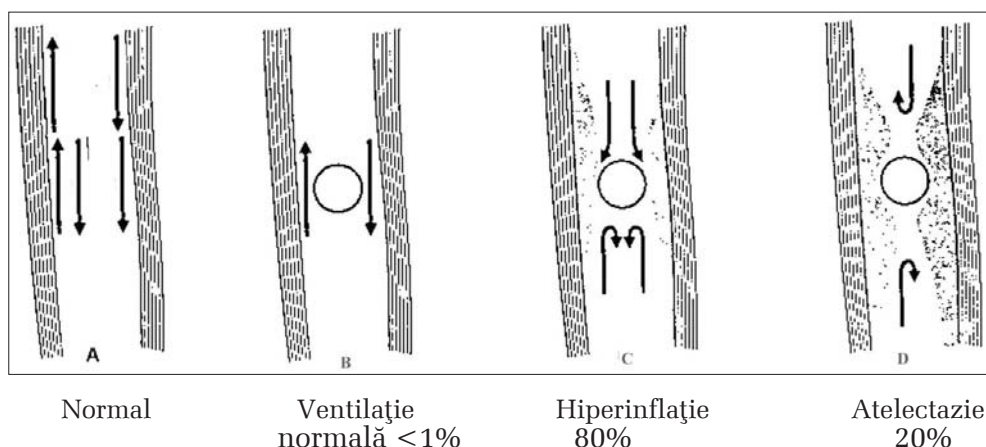 A
B
C
D
Normal
Ventilaţie
normală <1%
Hiperinflaţie
80%
Atelectazie
20%